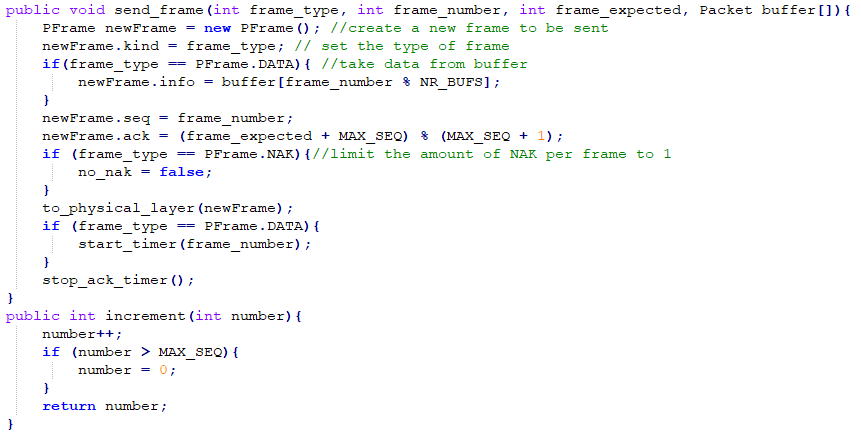 public void send_frame(int frame_type, int frame_number, int frame_expected, Packet buffer[]){
    PFrame newFrame = new PFrame(); //create a new frame to be sent
    newFrame.kind = frame_type; // set the type of frame
    if(frame_type == PFrame.DATA){ //take data from buffer
        newFrame.info = buffer[frame_number % NR_BUFS];
    }
    newFrame.seq = frame_number;
    newFrame.ack = (frame_expected + MAX_SEQ) % (MAX_SEQ + 1);
    if (frame_type == PFrame.NAK){//limit the amount of NAK per frame to 1
        no_nak = false;
    }
    to_physical_layer(newFrame);
    if (frame_type == PFrame.DATA){
        start_timer(frame_number);
    }
    stop_ack_timer();
}
public int increment(int number){
    number++;
    if (number > MAX_SEQ){
        number = 0;
    }
    return number;
}